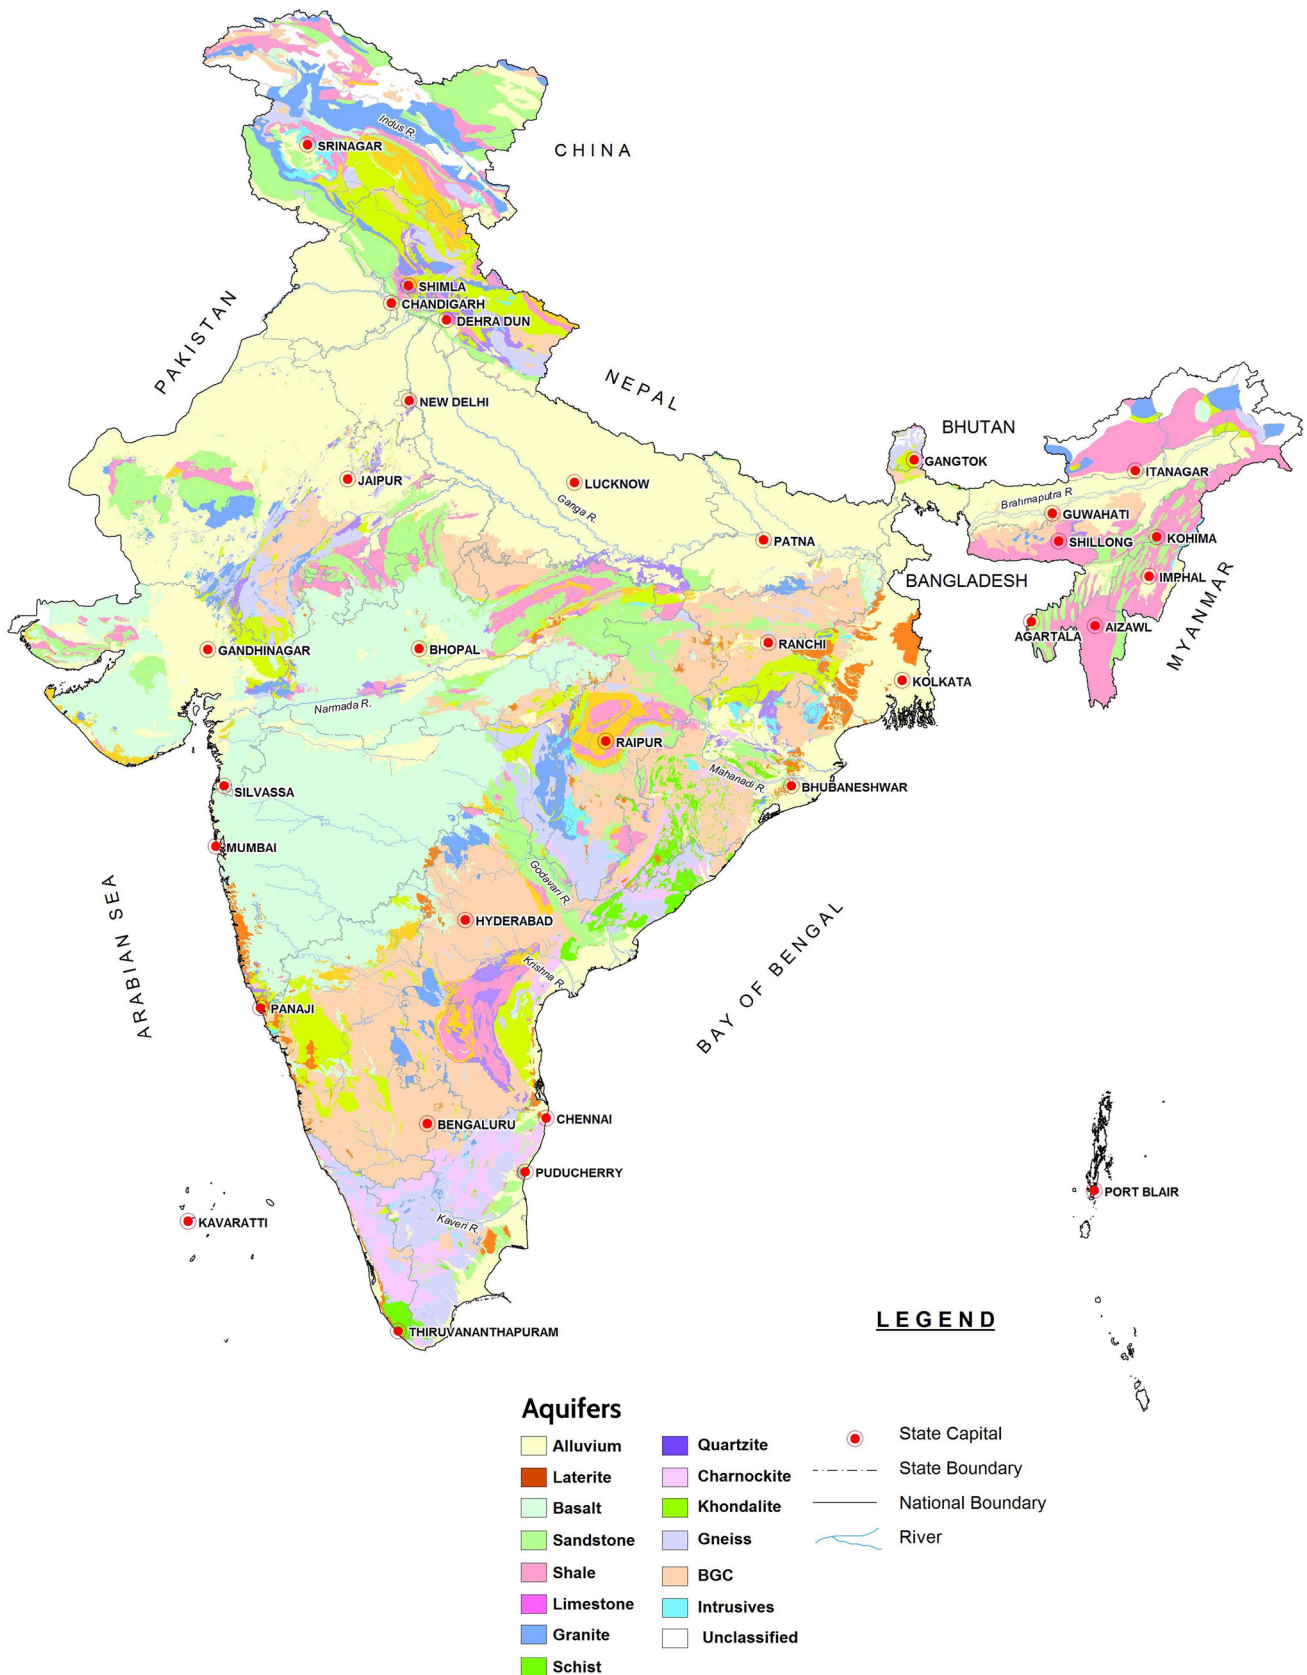 CHINA
Indus R.
SRINAGAR
SHIMLA
CHANDIGARH
DEHRA DUN
PAKISTAN
NEPAL
NEW DELHI
BHUTAN
GANGTOK
ITANAGAR
JAIPUR
LUCKNOW
Ganga R.
Brahmaputra R
GUWAHATI
PATNA
SHILLONG
KOHIMA
BANGLADESH
IMPHAL
MYANMAR
AGARTALA
AIZAWL
GANDHINAGAR
BHOPAL
RANCHI
KOLKATA
Narmada R.
RAIPUR
Mahanadi R.
BHUBANESHWAR
SILVASSA
MUMBAI
Godavari R.
ARABIAN SEA
HYDERABAD
BAY OF BENGAL
Krishna R.
PANAJI
BENGALURU
CHENNAI
PUDUCHERRY
PORT BLAIR
KAVARATTI
Kaveri R.
THIRUVANANTHAPURAM
LEGEND
Aquifers
Alluvium
Laterite
Basalt
Sandstone
Shale
Limestone
Granite
Schist
Quartzite
Charnockite
Khondalite
Gneiss
BGC
Intrusives
Unclassified
State Capital
State Boundary
National Boundary
River